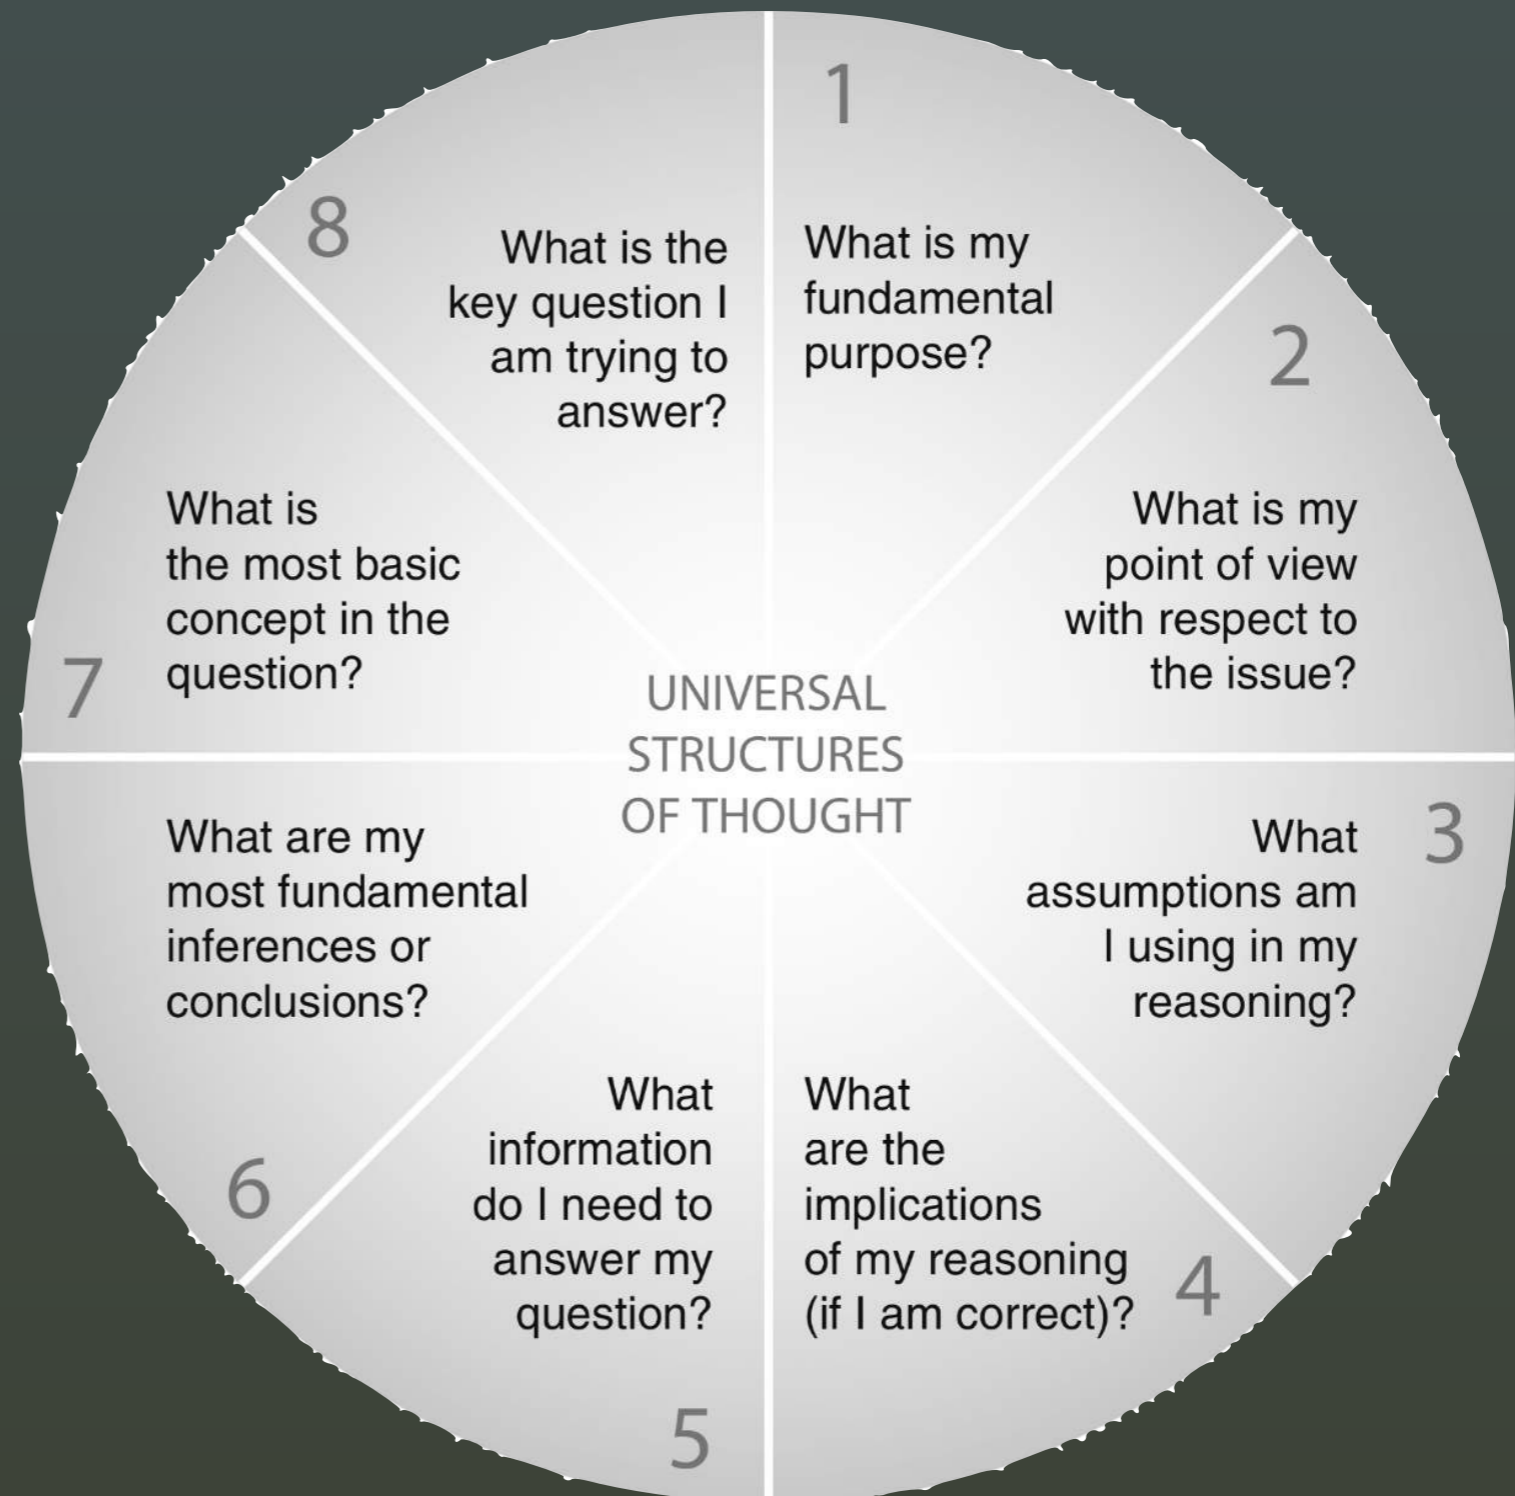 UNIVERSAL
STRUCTURES
OF THOUGHT
1
What is my
fundamental
purpose?
2
What is my
point of view
with respect to
the issue?
3
What
assumptions am
I using in my
reasoning?
4
What
are the
implications
of my reasoning
(if I am correct)?
5
What
information
do I need to
answer my
question?
6
What are my
most fundamental
inferences or
conclusions?
7
What is
the most basic
concept in the
question?
8
What is the
key question I
am trying to
answer?